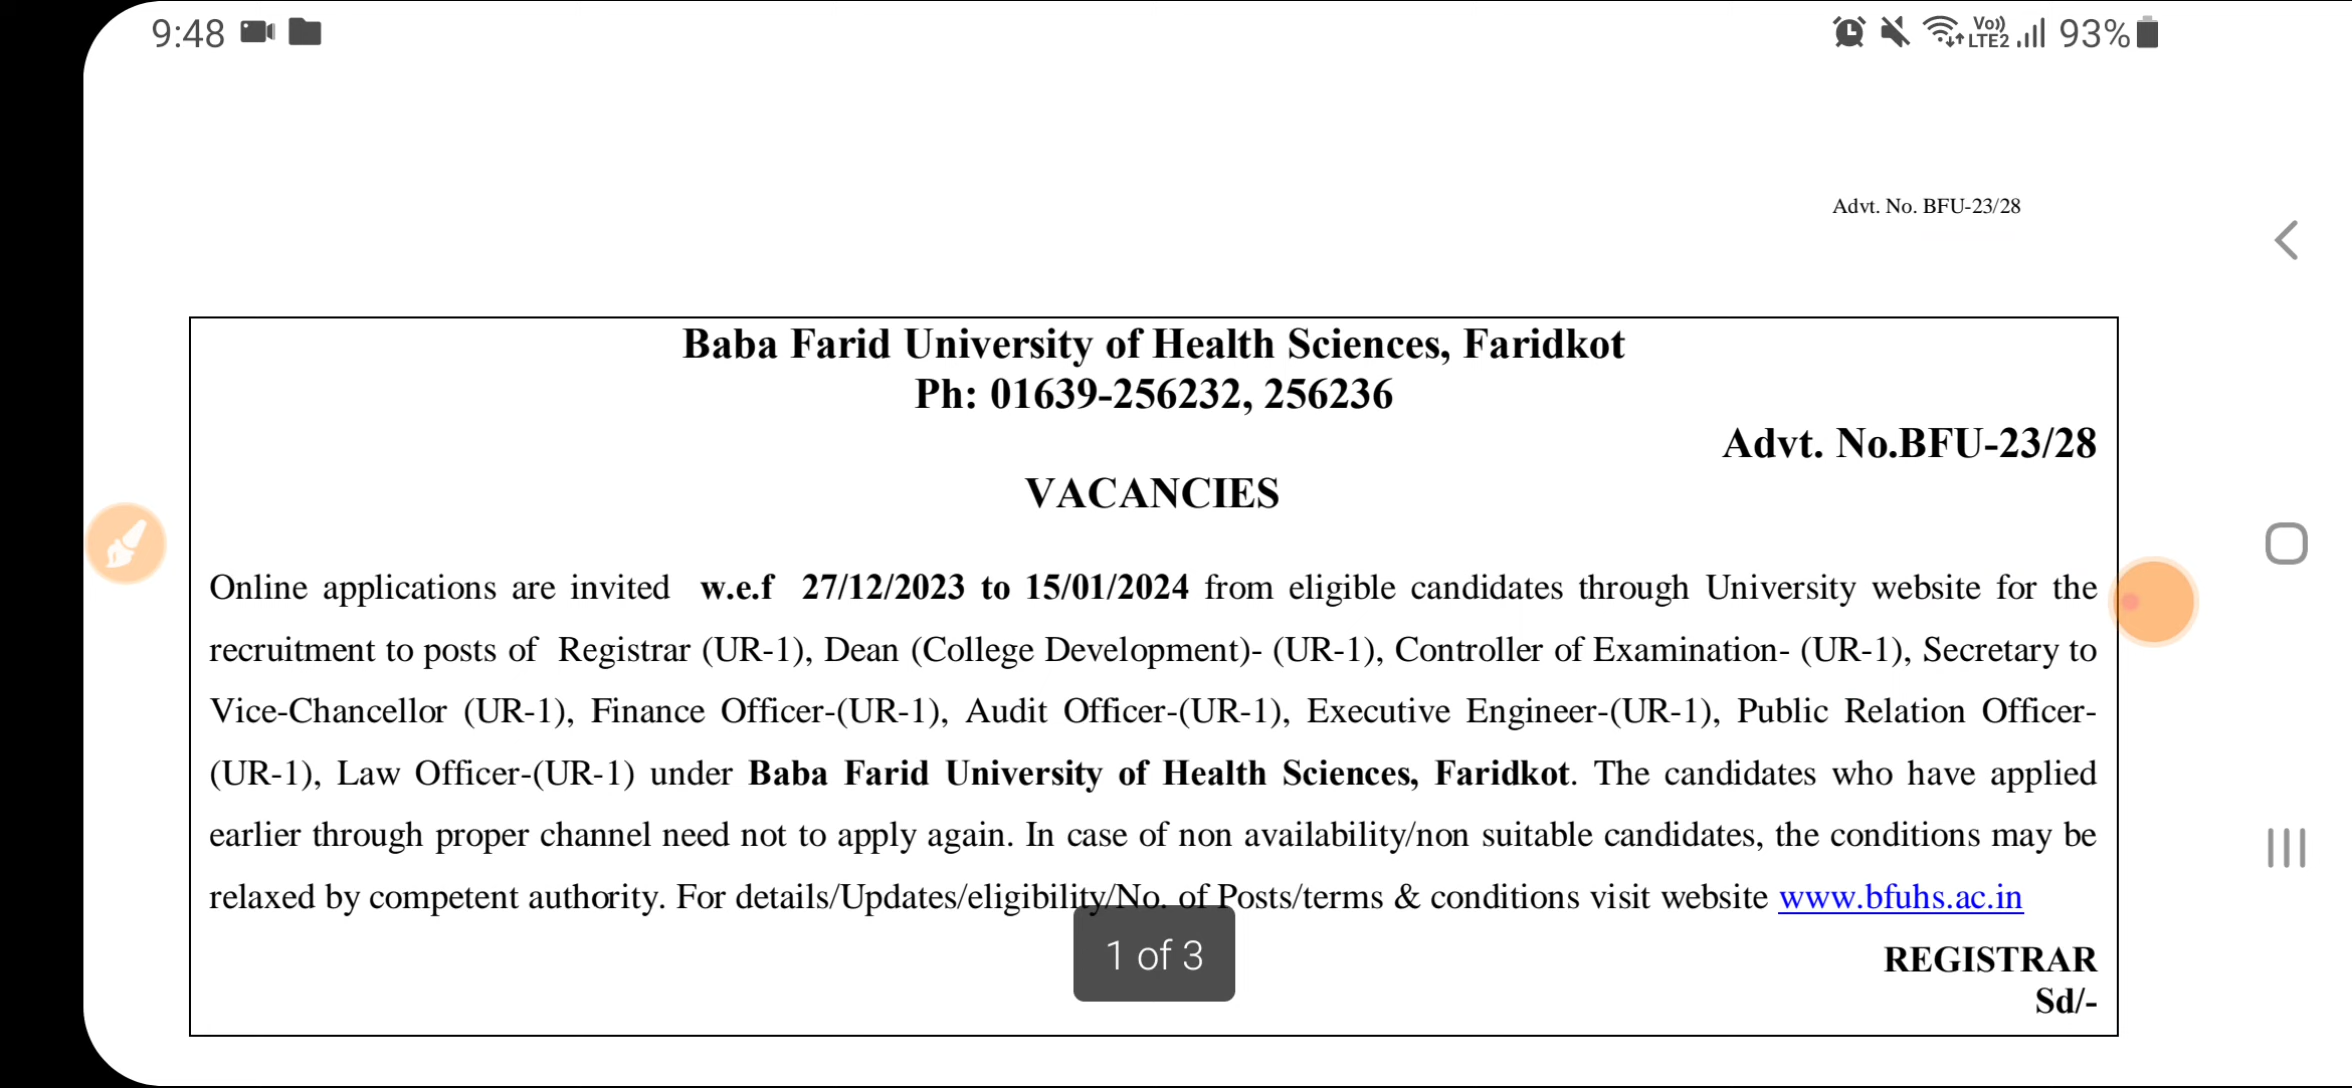 9:48
Vo)) LTE2 93%
Advt. No. BFU-23/28
Baba Farid University of Health Sciences, Faridkot
Ph: 01639-256232, 256236
Advt. No.BFU-23/28
VACANCIES
Online applications are invited w.e.f 27/12/2023 to 15/01/2024 from eligible candidates through University website for the
recruitment to posts of Registrar (UR-1), Dean (College Development)- (UR-1), Controller of Examination- (UR-1), Secretary to
Vice-Chancellor (UR-1), Finance Officer-(UR-1), Audit Officer-(UR-1), Executive Engineer-(UR-1), Public Relation Officer-
(UR-1), Law Officer-(UR-1) under Baba Farid University of Health Sciences, Faridkot. The candidates who have applied
earlier through proper channel need not to apply again. In case of non availability/non suitable candidates, the conditions may be
relaxed by competent authority. For details/Updates/eligibility/No. of Posts/terms & conditions visit website www.bfuhs.ac.in
1 of 3
REGISTRAR
Sd/-